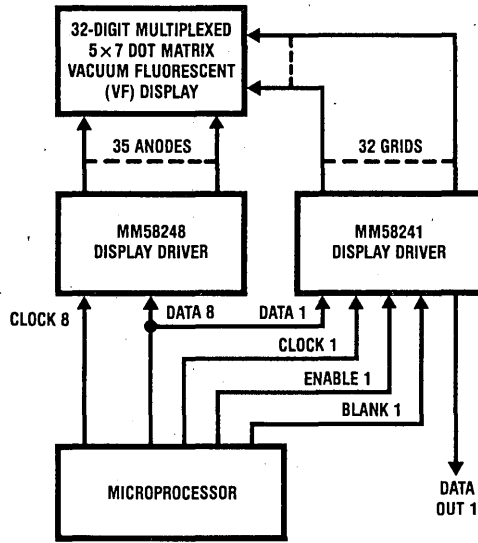 32-DIGIT MULTIPLEXED
5 × 7 DOT MATRIX
VACUUM FLUORESCENT
(VF) DISPLAY
35 ANODES
32 GRIDS
MM58248
DISPLAY DRIVER
MM58241
DISPLAY DRIVER
CLOCK 8
DATA 8
DATA 1
CLOCK 1
ENABLE 1
BLANK 1
MICROPROCESSOR
DATA
OUT 1